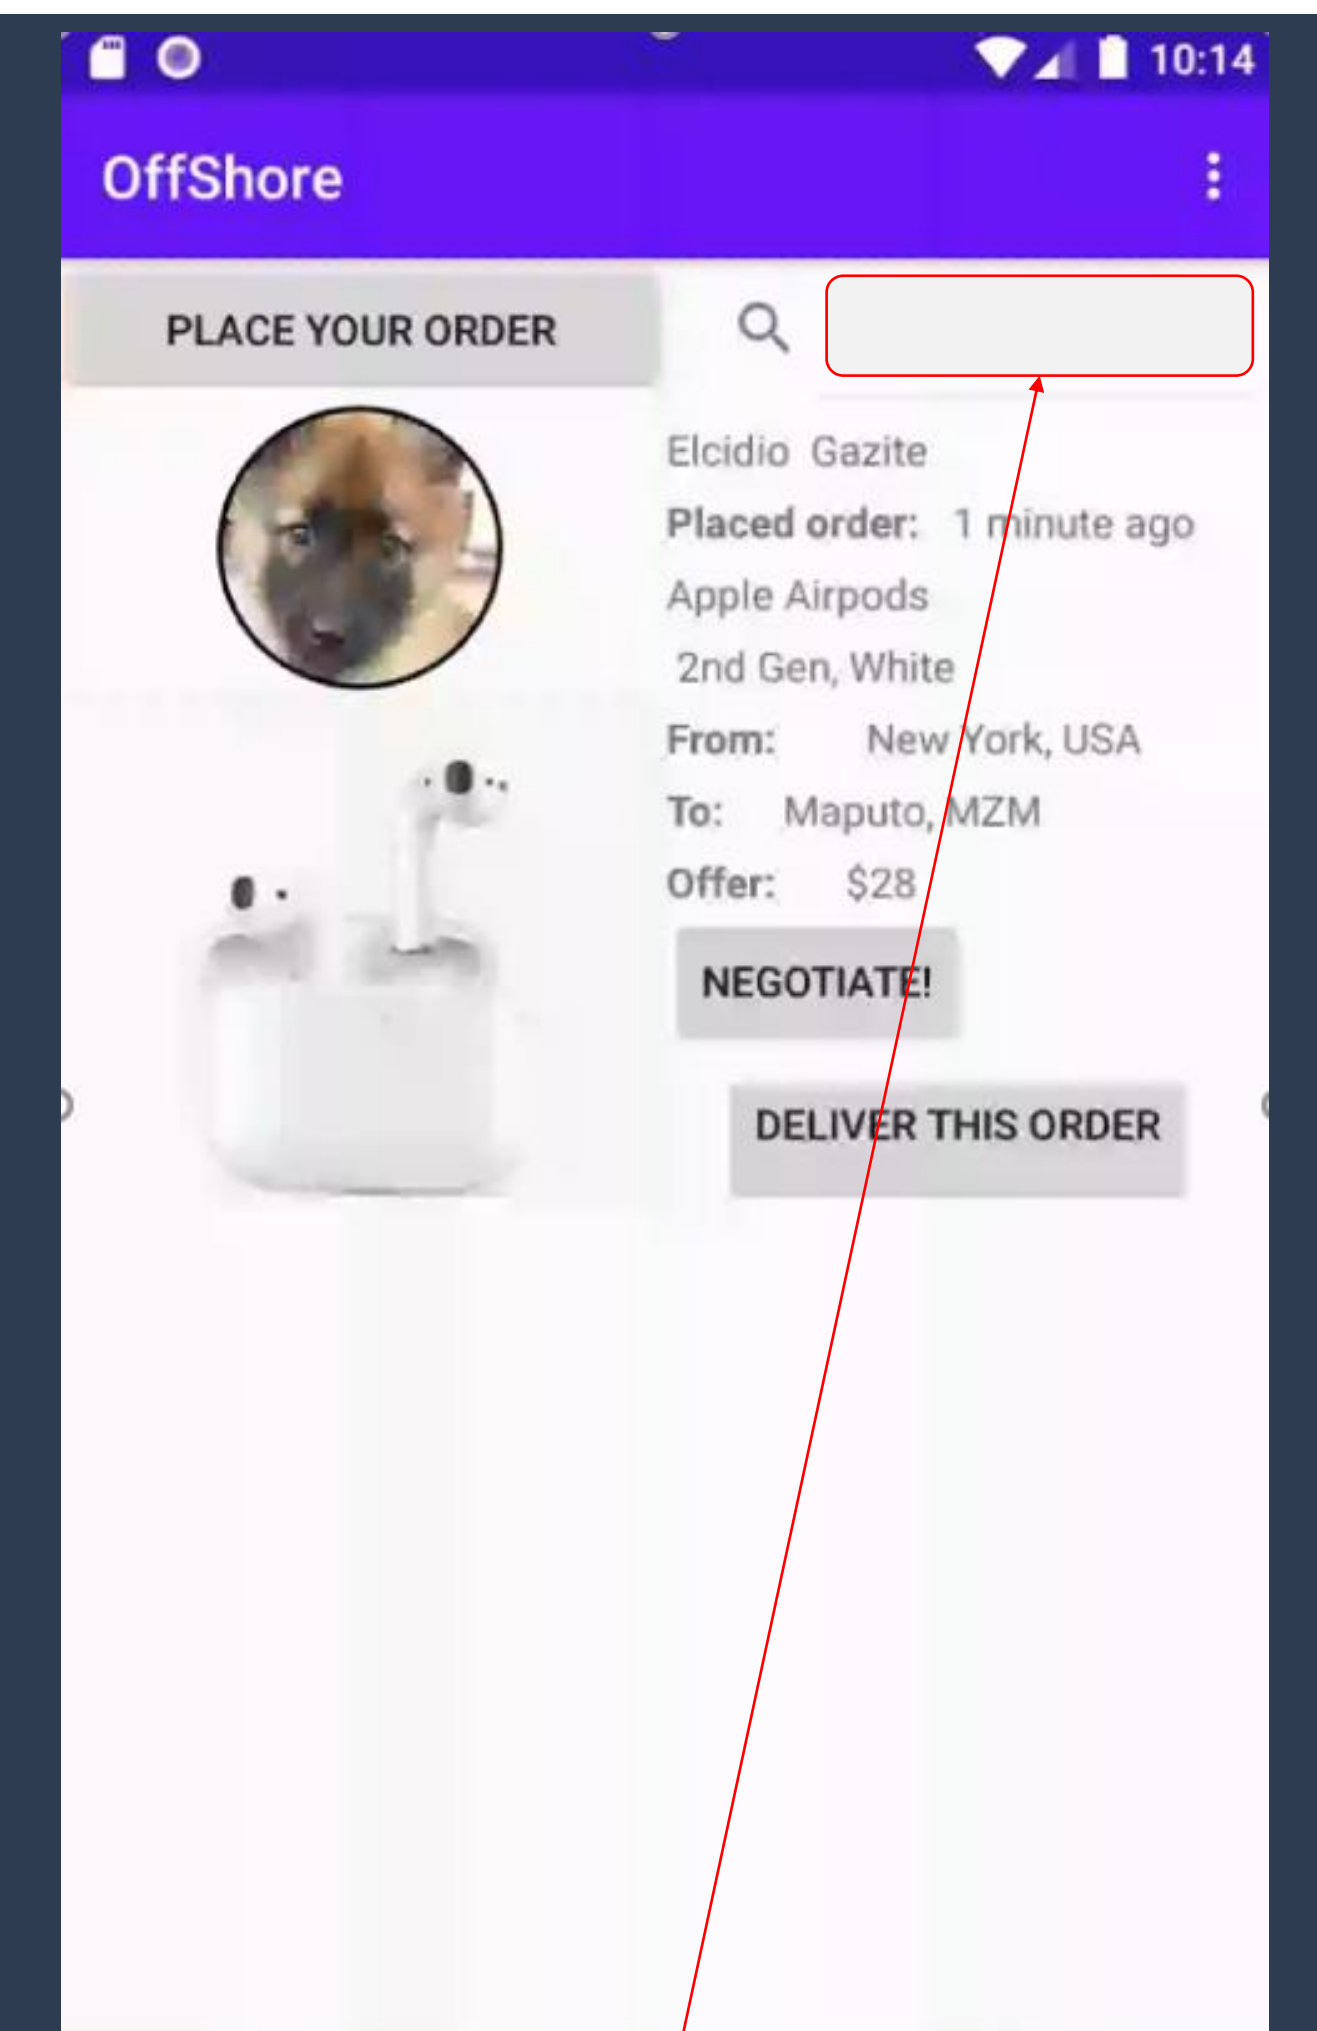 10:14
OffShore
PLACE YOUR ORDER
Elcidio Gazite
Placed order: 1 minute ago
Apple Airpods
2nd Gen, White
From: New York, USA
To: Maputo, MZM
Offer: $28
NEGOTIATE!
DELIVER THIS ORDER